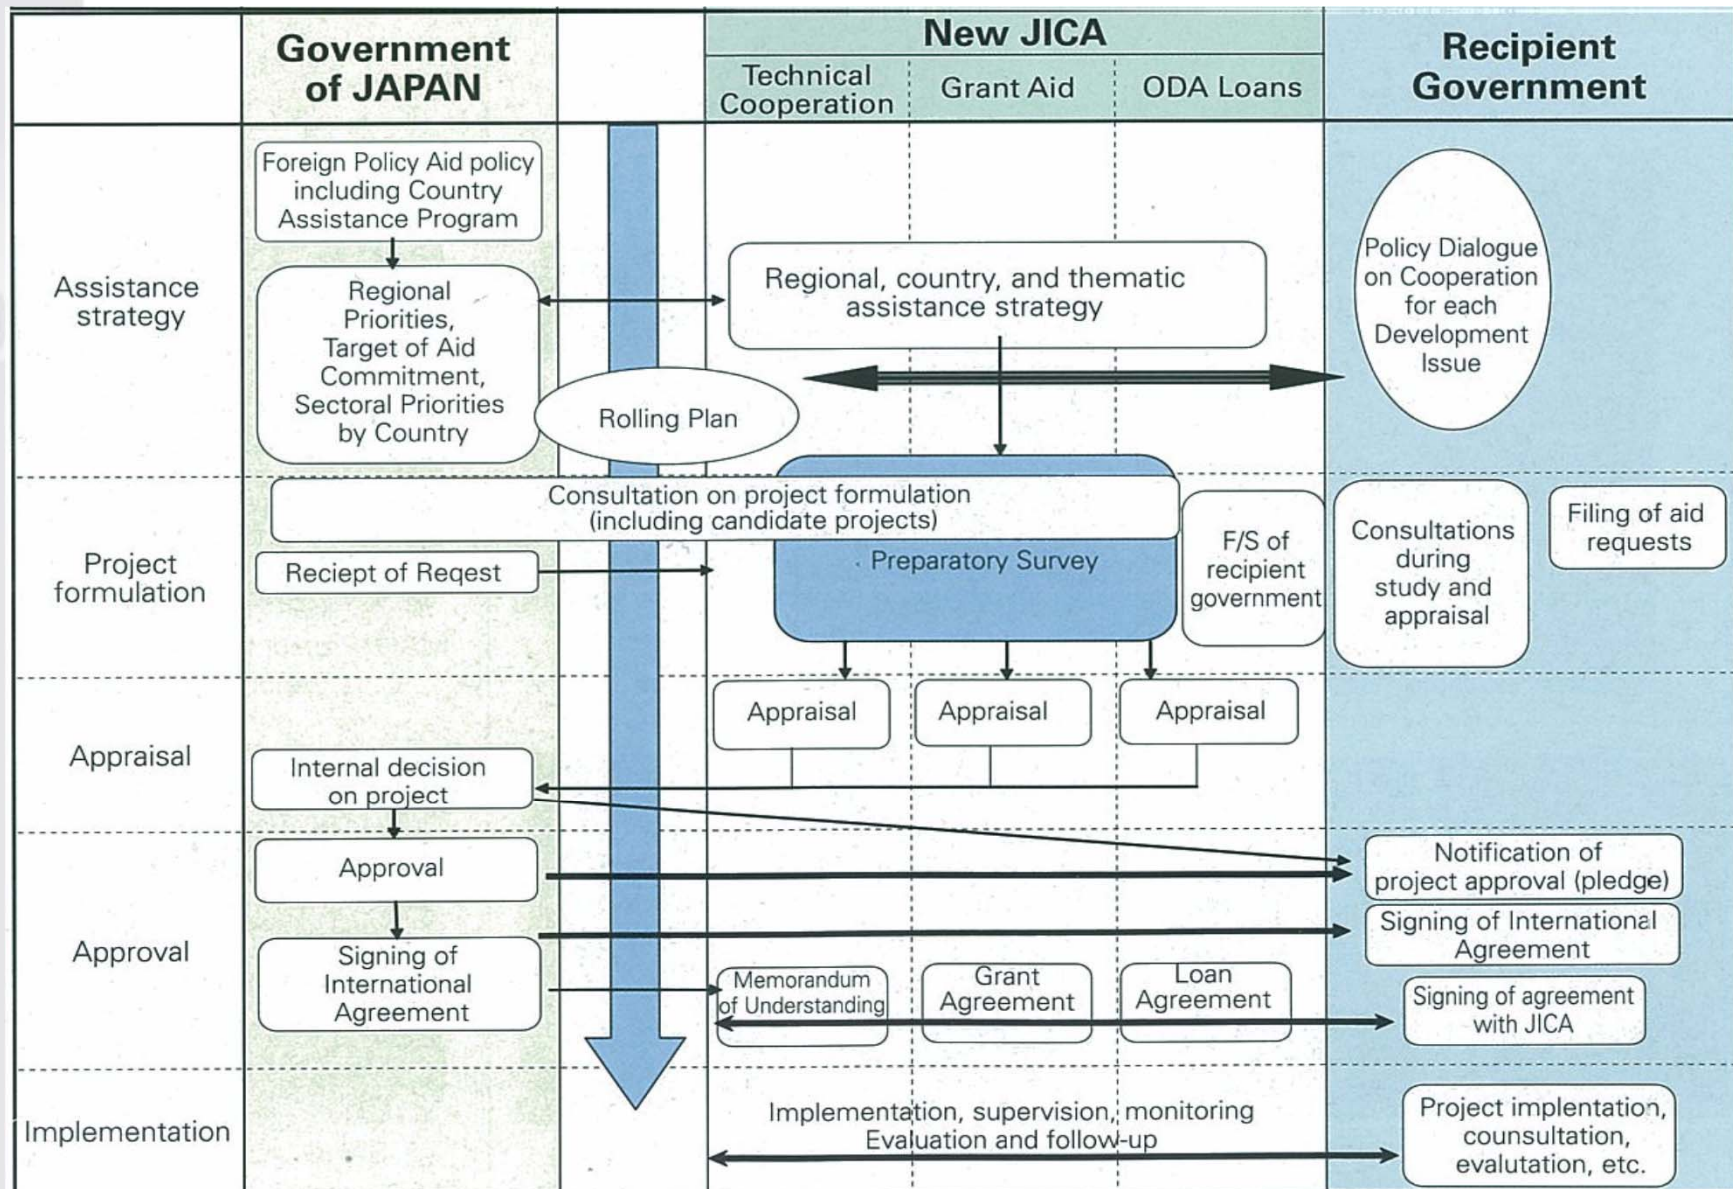 Government
of JAPAN
New JICA
Technical
Cooperation
Grant Aid
ODA Loans
Recipient
Government
Assistance
strategy
Foreign Policy Aid policy
including Country
Assistance Program
Regional
Priorities,
Target of Aid
Commitment,
Sectoral Priorities
by Country
Rolling Plan
Regional, country, and thematic
assistance strategy
Policy Dialogue
on Cooperation
for each
Development
Issue
Project
formulation
Consultation on project formulation
(including candidate projects)
Reciept of Reqest
Preparatory Survey
F/S of
recipient
government
Consultations
during
study and
appraisal
Filing of aid
requests
Appraisal
Appraisal
Appraisal
Appraisal
Internal decision
on project
Approval
Approval
Signing of
International
Agreement
Memorandum
of Understanding
Grant
Agreement
Loan
Agreement
Notification of
project approval (pledge)
Signing of International
Agreement
Signing of agreement
with JICA
Implementation
Implementation, supervision, monitoring
Evaluation and follow-up
Project implentation,
counsultation,
evalutation, etc.